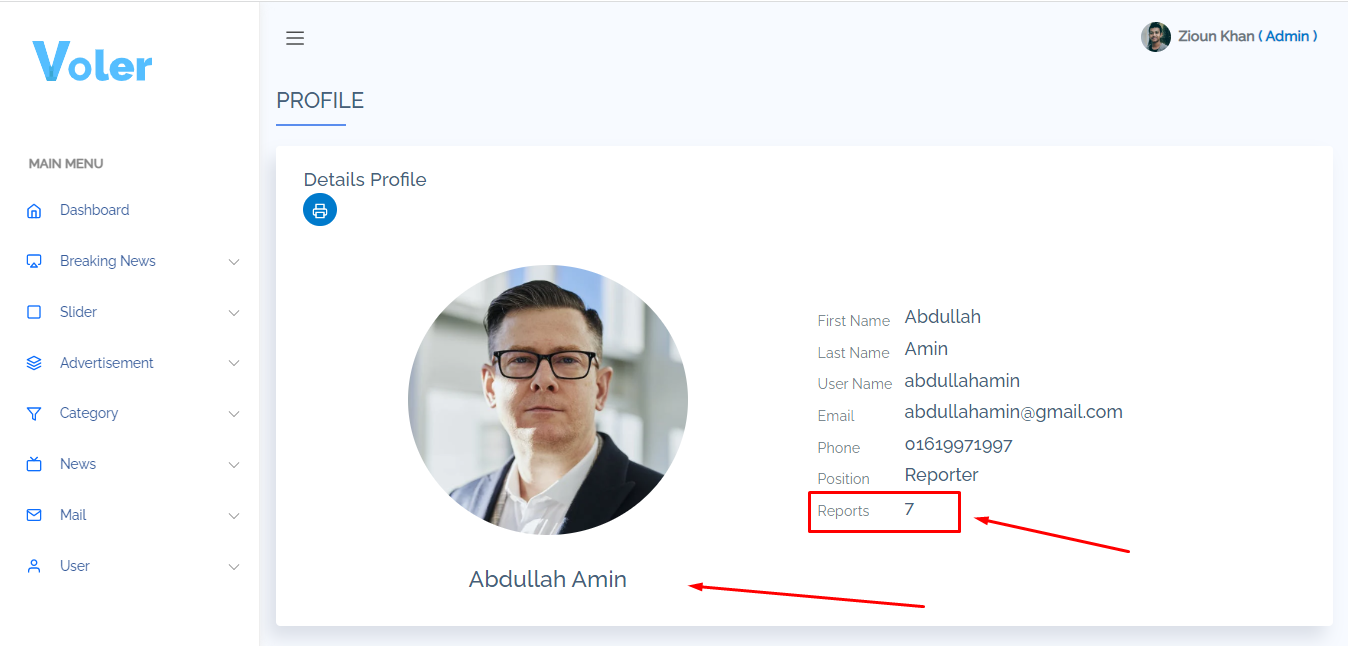 Voler
Zioun Khan ( Admin )
PROFILE
MAIN MENU
Dashboard
Breaking News
Slider
Advertisement
Category
News
Mail
User
Details Profile
First Name Abdullah
Last Name Amin
User Name abdullahamin
Email abdullahamin@gmail.com
Phone 01619971997
Position Reporter
Reports 7
Abdullah Amin